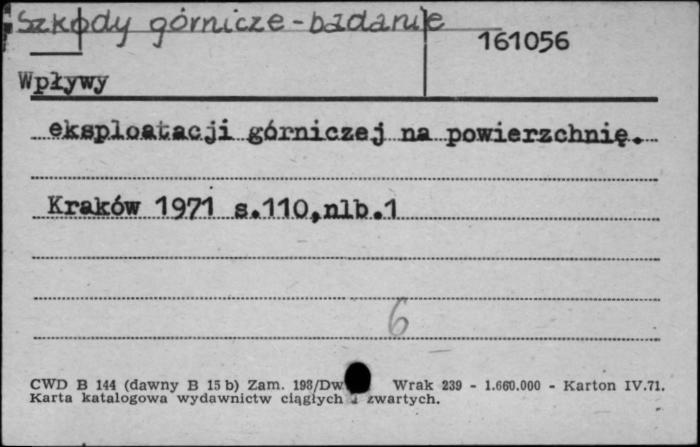 Szkody górnicze - badanie
161056
Wpływy
eksploatacji górniczej na powierzchnię.
Kraków 1971 s.110,nlb.1
6
CWD B 144 (dawny B 15 b) Zam. 198/Dw Wrak 239 - 1.660.000 - Karton IV.71.
Karta katalogowa wydawnictw ciągłych i zwartych.